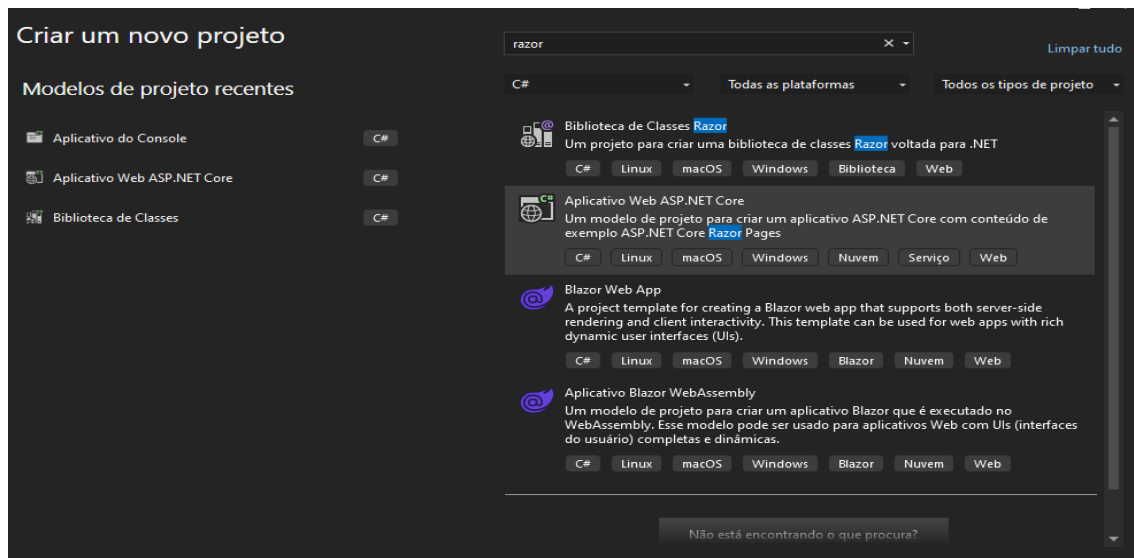 Criar um novo projeto
razor
Limpar tudo
Modelos de projeto recentes
C#
Todas as plataformas
Todos os tipos de projeto
Aplicativo do Console
C#
Aplicativo Web ASP.NET Core
C#
Biblioteca de Classes
C#
Biblioteca de Classes Razor
Um projeto para criar uma biblioteca de classes Razor voltada para .NET
C# Linux macOS Windows Biblioteca Web
Aplicativo Web ASP.NET Core
Um modelo de projeto para criar um aplicativo ASP.NET Core com conteúdo de
exemplo ASP.NET Core Razor Pages
C# Linux macOS Windows Nuvem Serviço Web
Blazor Web App
A project template for creating a Blazor web app that supports both server-side
rendering and client interactivity. This template can be used for web apps with rich
dynamic user interfaces (UIs).
C# Linux macOS Windows Blazor Nuvem Web
Aplicativo Blazor WebAssembly
Um modelo de projeto para criar um aplicativo Blazor que é executado no
WebAssembly. Esse modelo pode ser usado para aplicativos Web com UIs (interfaces
do usuário) completas e dinâmicas.
C# Linux macOS Windows Blazor Nuvem Web
Não está encontrando o que procura?